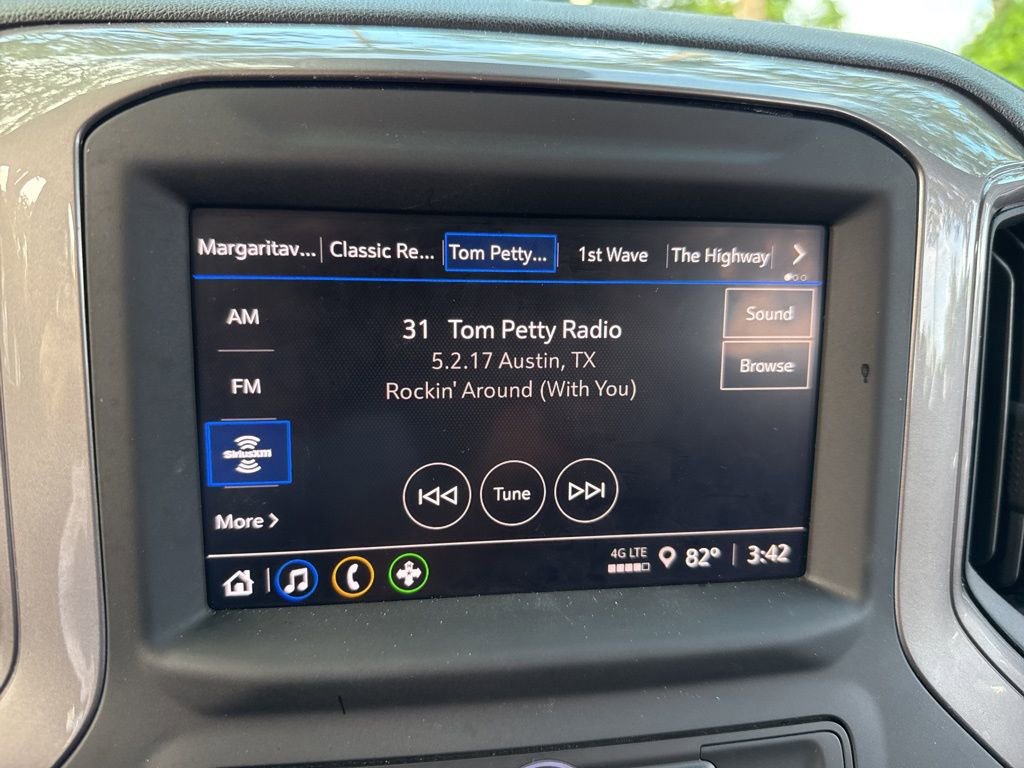 Margaritav... Classic Re... Tom Petty... 1st Wave The Highway
AM
31 Tom Petty Radio
Sound
5.2.17 Austin, TX
FM
Rockin' Around (With You)
Browse
SiriusXM
Tune
More
4G LTE 82° 3:42